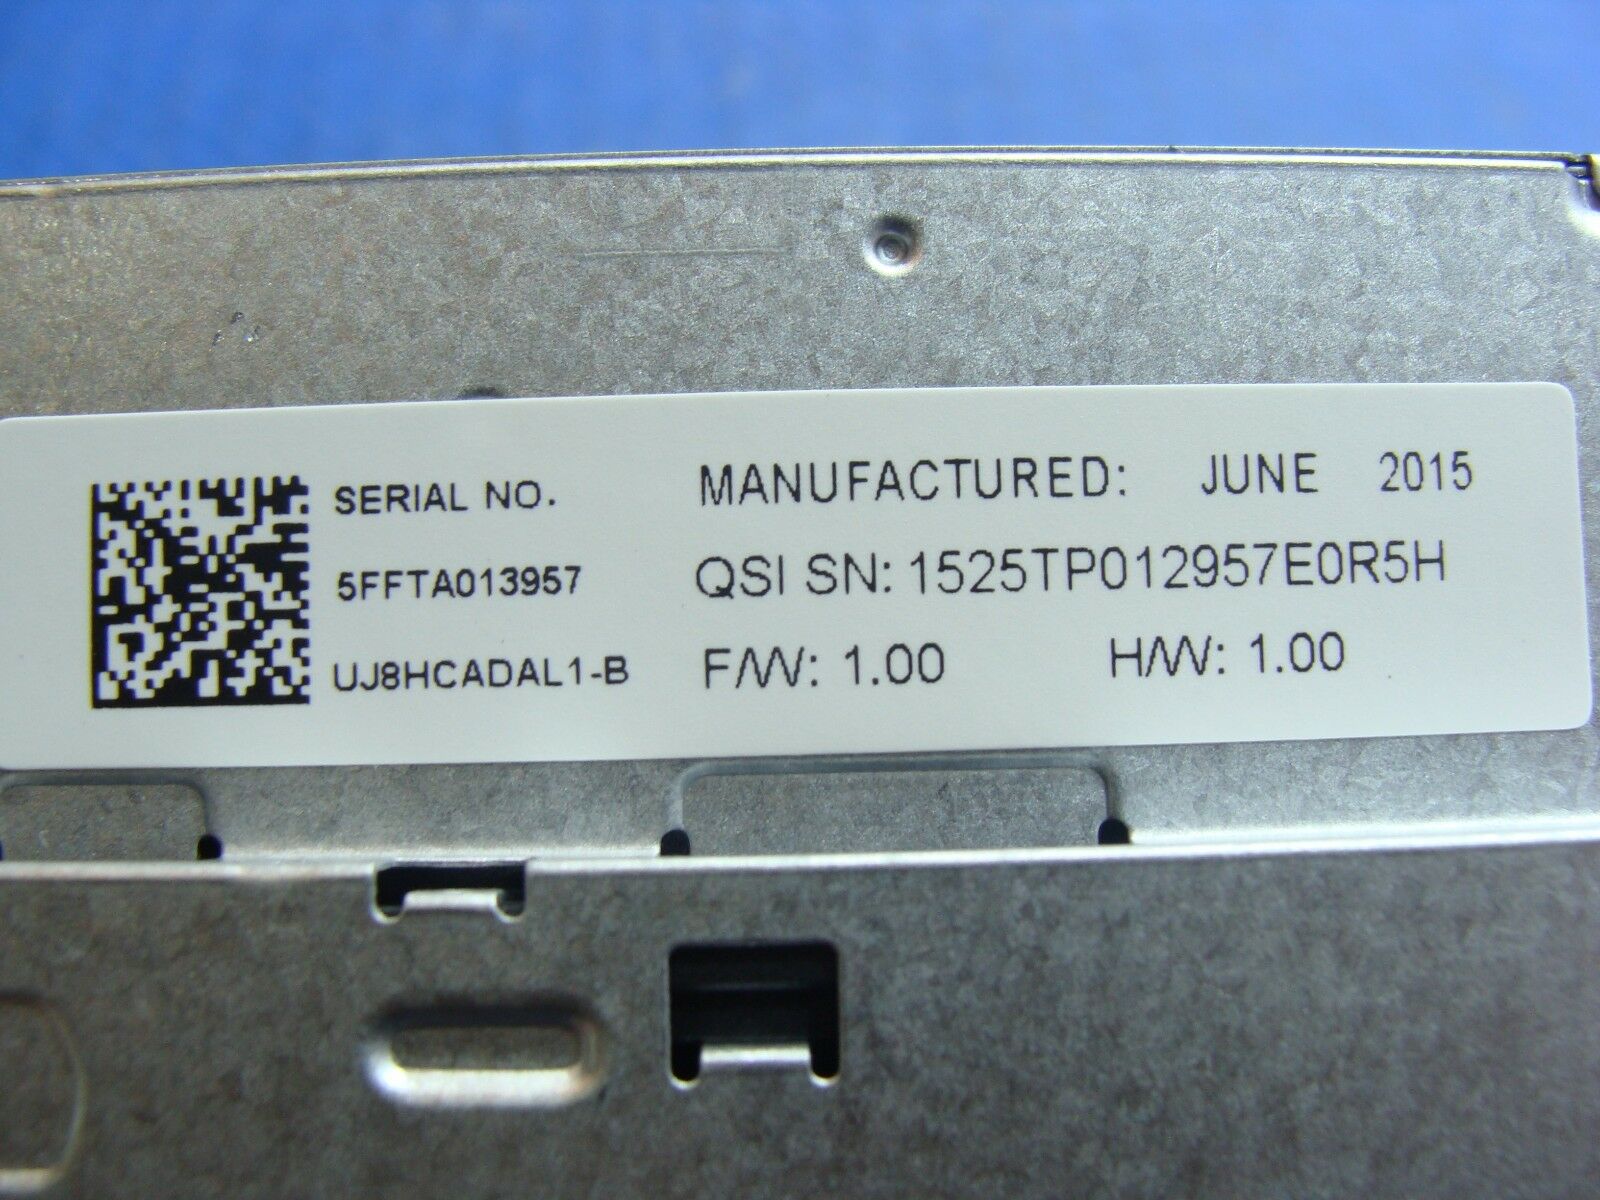 SERIAL NO.
5FFTA013957
UJ8HCADAL1-B
MANUFACTURED: JUNE 2015
QSI SN: 1525TP012957E0R5H
F/W: 1.00 H/W: 1.00